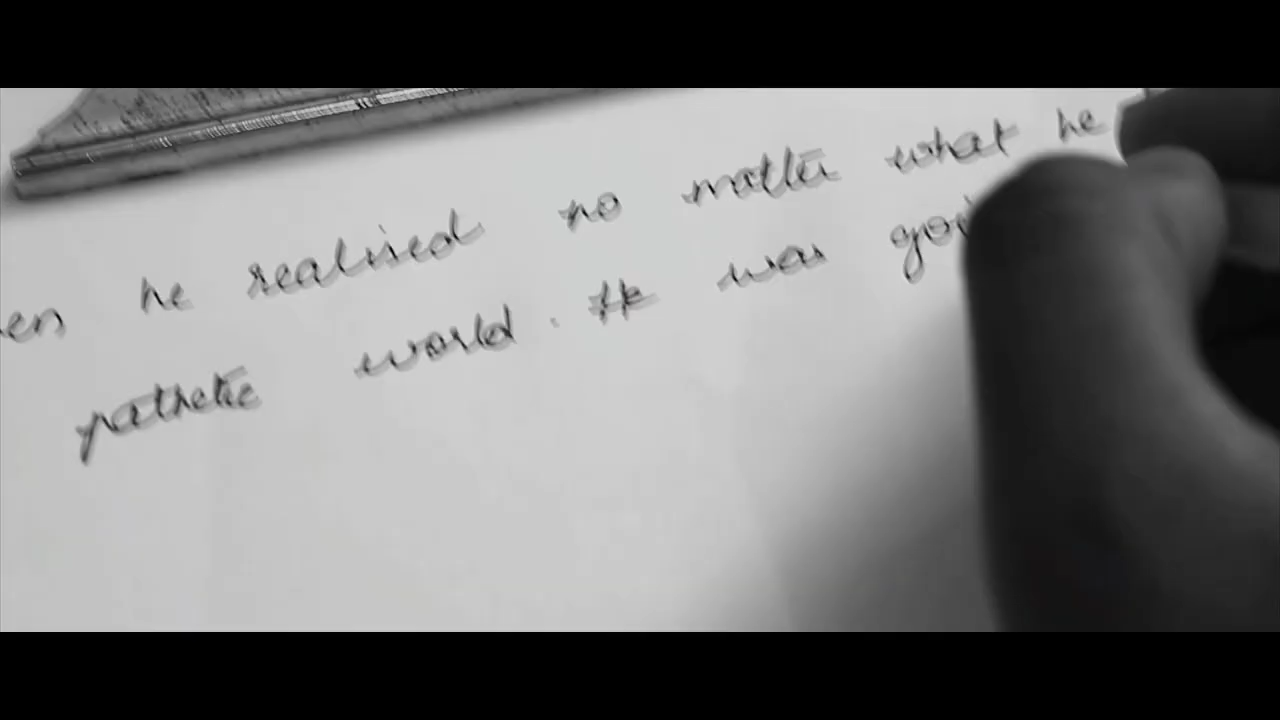 he realised no matter what he
pathetic world. He was